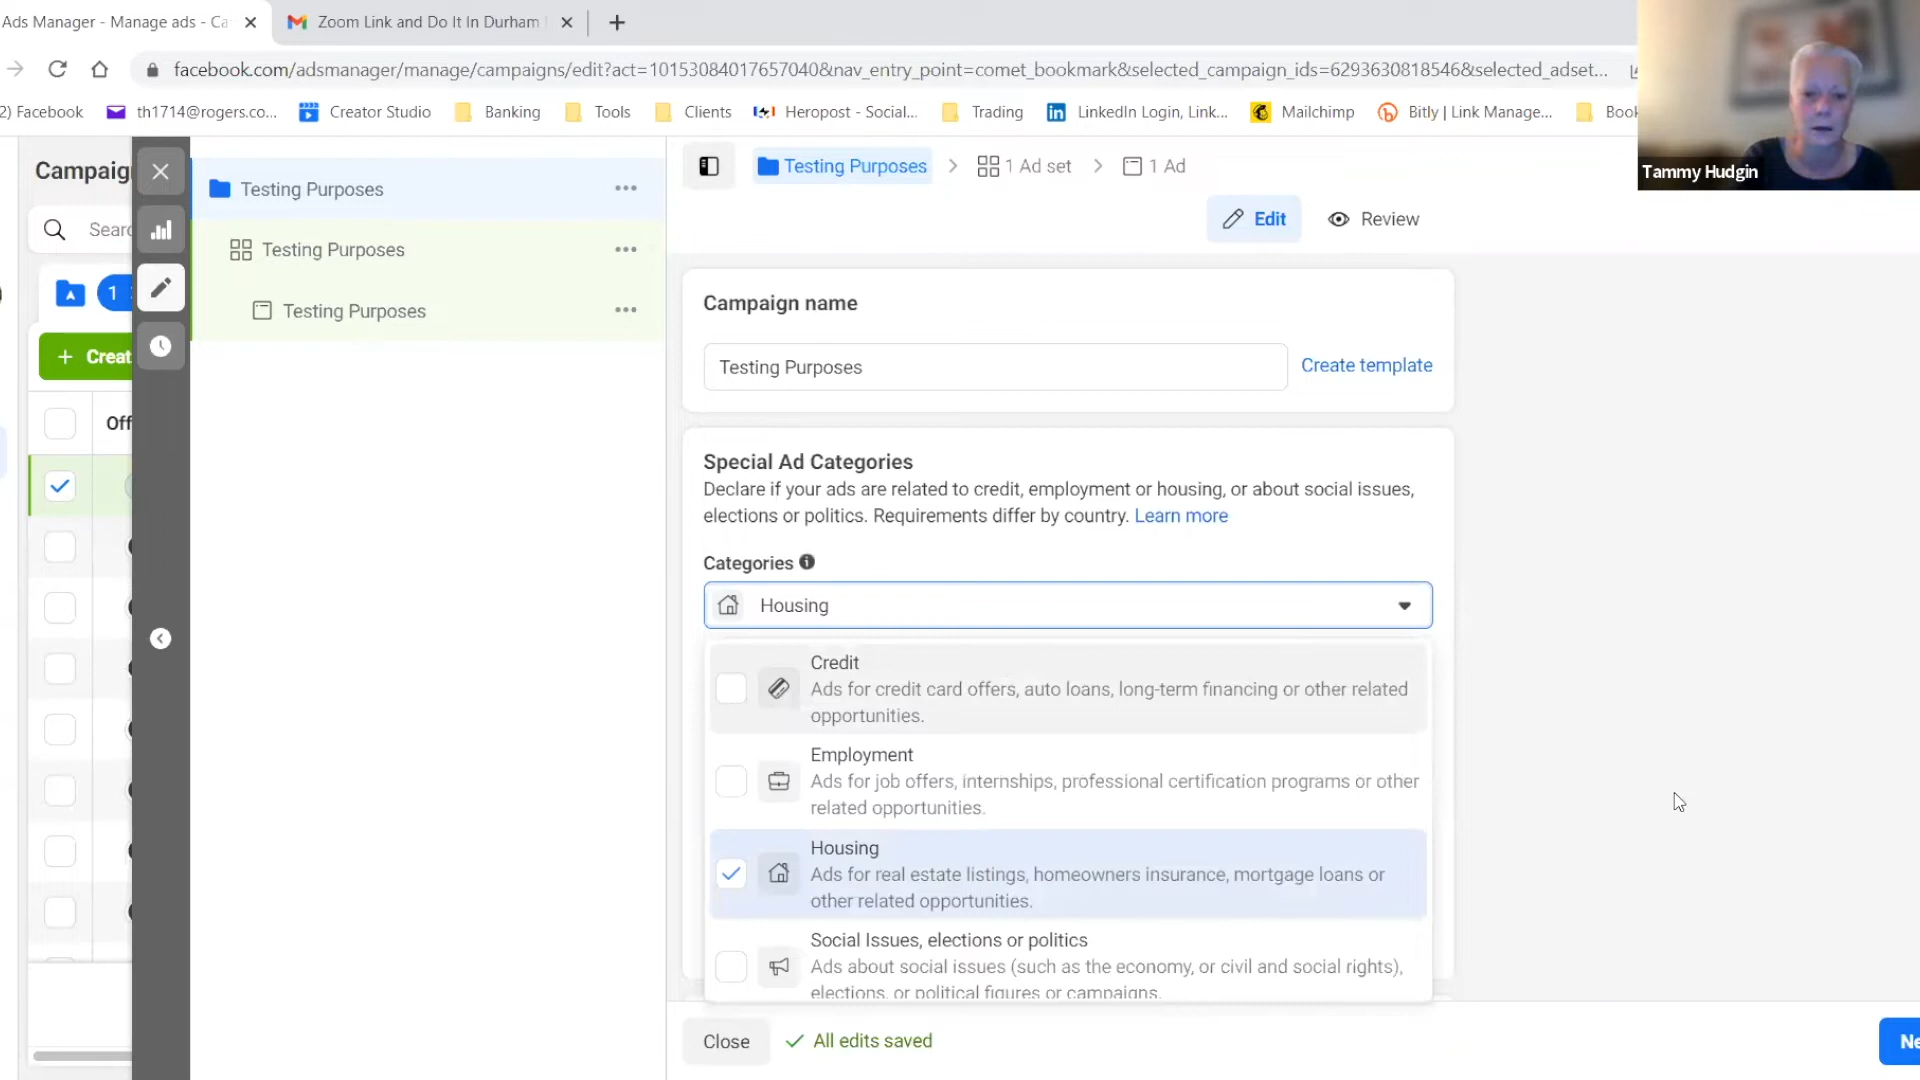 Ads Manager - Manage ads - Ca
Zoom Link and Do It In Durham
facebook.com/adsmanager/manage/campaigns/edit?act=10153084017657040&nav_entry_point=comet_bookmark&selected_campaign_ids=6293630818546&selected_adset...
2) Facebook
th1714@rogers.co...
Creator Studio
Banking
Tools
Clients
Heropost - Social...
Trading
LinkedIn Login, Link...
Mailchimp
Bitly | Link Manage...
Book
Tammy Hudgin
Campaig
Testing Purposes
Testing Purposes
1 Ad set
1 Ad
Sear
Testing Purposes
Edit
Review
1
Testing Purposes
Campaign name
+ Creat
Testing Purposes
Create template
Off
Special Ad Categories
Declare if your ads are related to credit, employment or housing, or about social issues,
elections or politics. Requirements differ by country. Learn more
Categories
Housing
Credit
Ads for credit card offers, auto loans, long-term financing or other related
opportunities.
Employment
Ads for job offers, internships, professional certification programs or other
related opportunities.
Housing
Ads for real estate listings, homeowners insurance, mortgage loans or
other related opportunities.
Social Issues, elections or politics
Ads about social issues (such as the economy, or civil and social rights),
elections, or political figures or campaigns.
Close
All edits saved
Ne